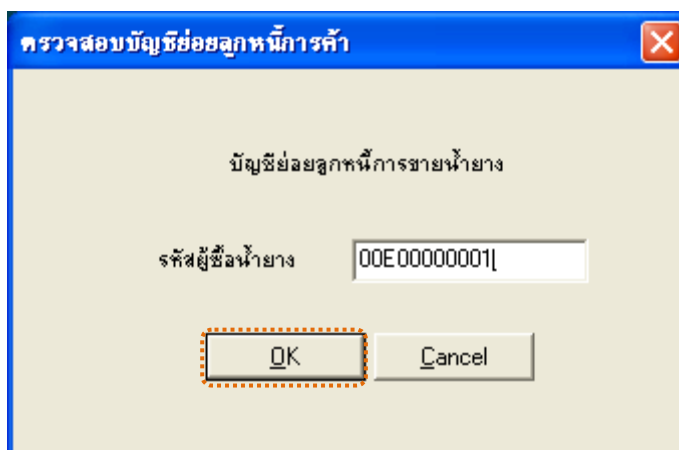 ตรวจสอบบัญชีย่อยลูกหนี้การค้า
บัญชีย่อยลูกหนี้การขายน้ำยาง
รหัสผู้ซื้อน้ำยาง 00E00000001
OK Cancel